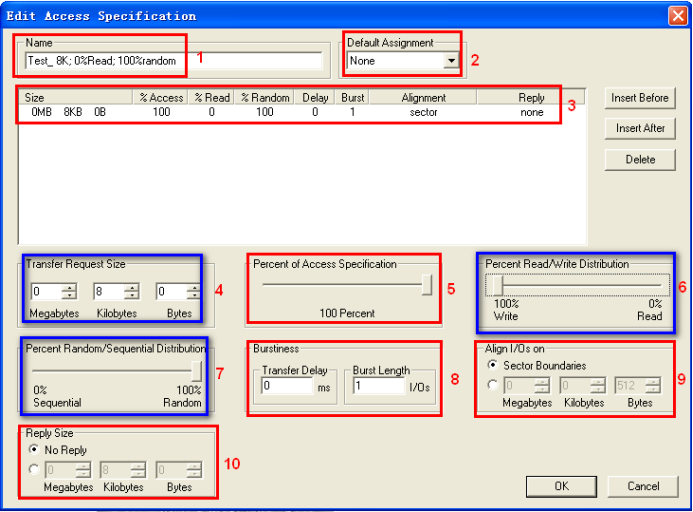 Edit Access Specification
Name
Test_ 8K; 0%Read; 100%random
1
Default Assignment
None
2
Size % Access % Read % Random Delay Burst Alignment Reply
0MB 8KB 0B 100 0 100 0 1 sector none
3
Insert Before
Insert After
Delete
Transfer Request Size
0 8 0
Megabytes Kilobytes Bytes
4
Percent of Access Specification
100 Percent
5
Percent Read/Write Distribution
100% 0%
Write Read
6
Percent Random/Sequential Distribution
0% 100%
Sequential Random
7
Burstiness
Transfer Delay Burst Length
0 ms 1 I/Os
8
Align I/Os on
Sector Boundaries
0 0 512
Megabytes Kilobytes Bytes
9
Reply Size
No Reply
0 8 0
Megabytes Kilobytes Bytes
10
OK Cancel